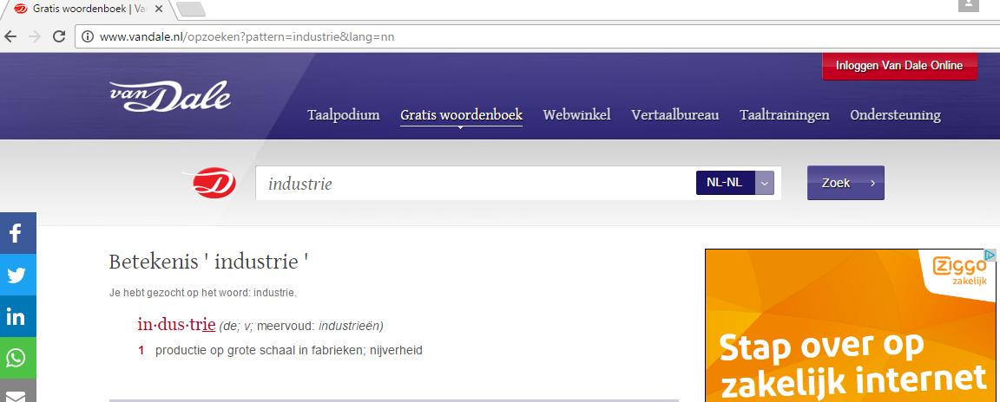 Gratis woordenboek | Va
www.vandale.nl/opzoeken?pattern=industrie&lang=nn
Inloggen Van Dale Online
van Dale
Taalpodium Gratis woordenboek Webwinkel Vertaalbureau Taaltrainingen Ondersteuning
industrie NL-NL Zoek
Betekenis ' industrie '
Je hebt gezocht op het woord: industrie.
in·dus·trie (de; v; meervoud: industrieën)
1 productie op grote schaal in fabrieken; nijverheid
ziggo
zakelijk
Stap over op
zakelijk internet